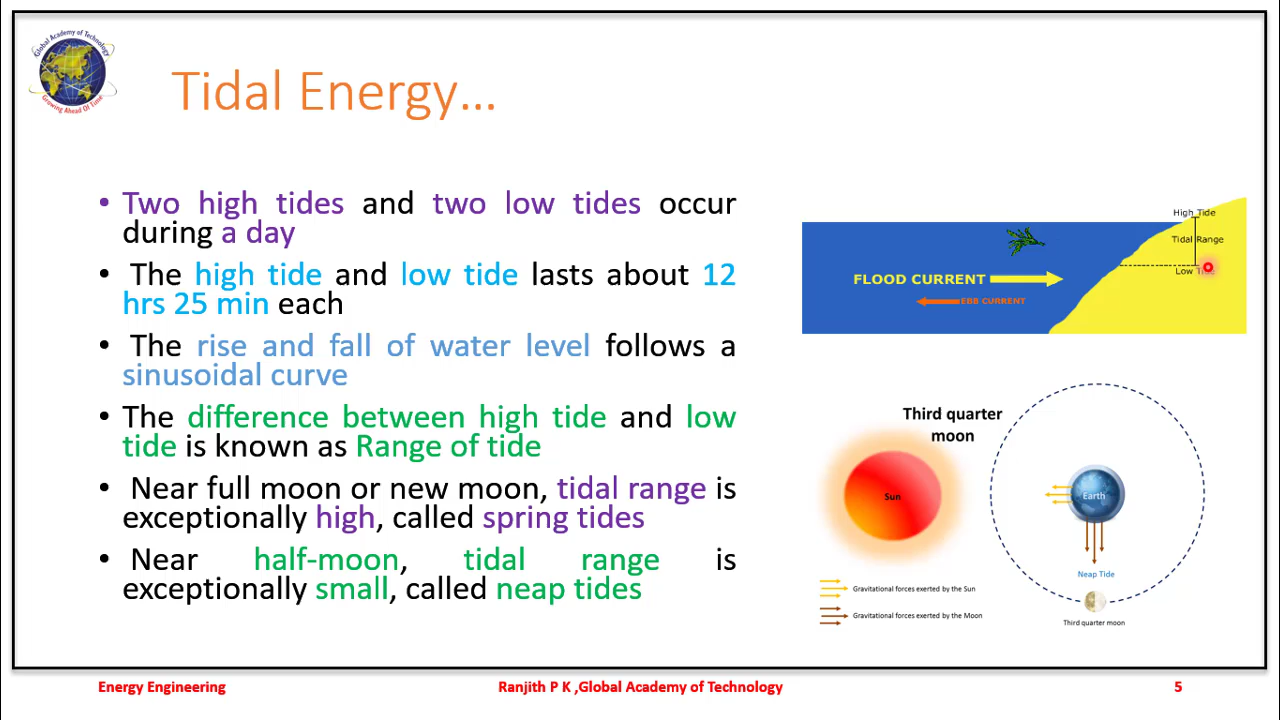 Global Academy of Technology
Growing Ahead Of Time
Tidal Energy...
• Two high tides and two low tides occur
during a day
• The high tide and low tide lasts about 12
hrs 25 min each
• The rise and fall of water level follows a
sinusoidal curve
• The difference between high tide and low
tide is known as Range of tide
• Near full moon or new moon, tidal range is
exceptionally high, called spring tides
• Near half-moon, tidal range is
exceptionally small, called neap tides
High Tide
Tidal Range
Low
FLOOD CURRENT
EBB CURRENT
Third quarter
moon
Sun
Earth
Neap Tide
Gravitational forces exerted by the Sun
Gravitational forces exerted by the Moon
Third quarter moon
Energy Engineering
Ranjith P K ,Global Academy of Technology
5